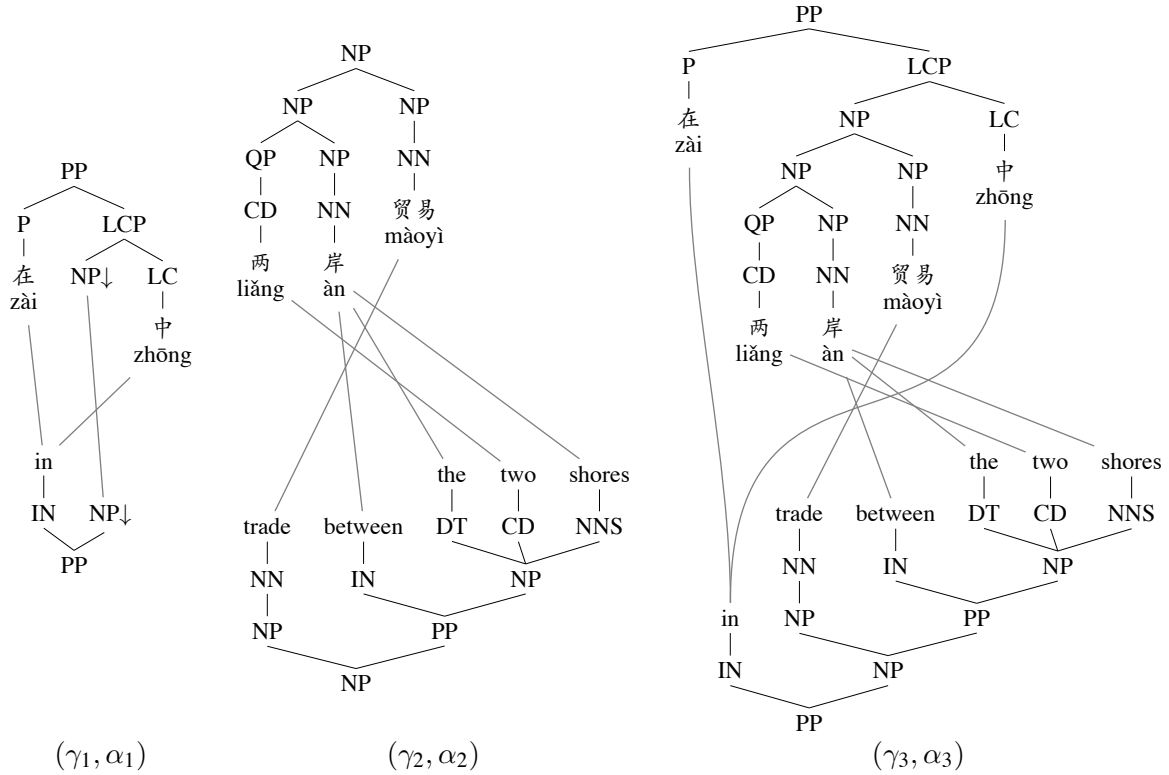 PP
P LCP
在 NP↓ LC
zài 中
zhōng
in
IN NP↓
PP
(γ₁, α₁)
NP
NP NP
QP NP NN
CD NN 贸易
màoyì
两 岸
liǎng àn
the two shores
trade between DT CD NNS
NN IN NP
NP PP
NP
(γ₂, α₂)
PP
P LCP
在 NP LC
zài
NP NP 中
zhōng
QP NP NN
CD NN 贸易
màoyì
两 岸
liǎng àn
the two shores
trade between DT CD NNS
NN IN NP
in NP PP
IN NP
PP
(γ₃, α₃)